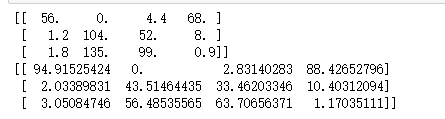 [[ 56. 0. 4.4 68. ]
[ 1.2 104. 52. 8. ]
[ 1.8 135. 99. 0.9]]
[[ 94.91525424 0. 2.83140283 88.42652796]
[ 2.03389831 43.51464435 33.46203346 10.40312094]
[ 3.05084746 56.48535565 63.70656371 1.17035111]]